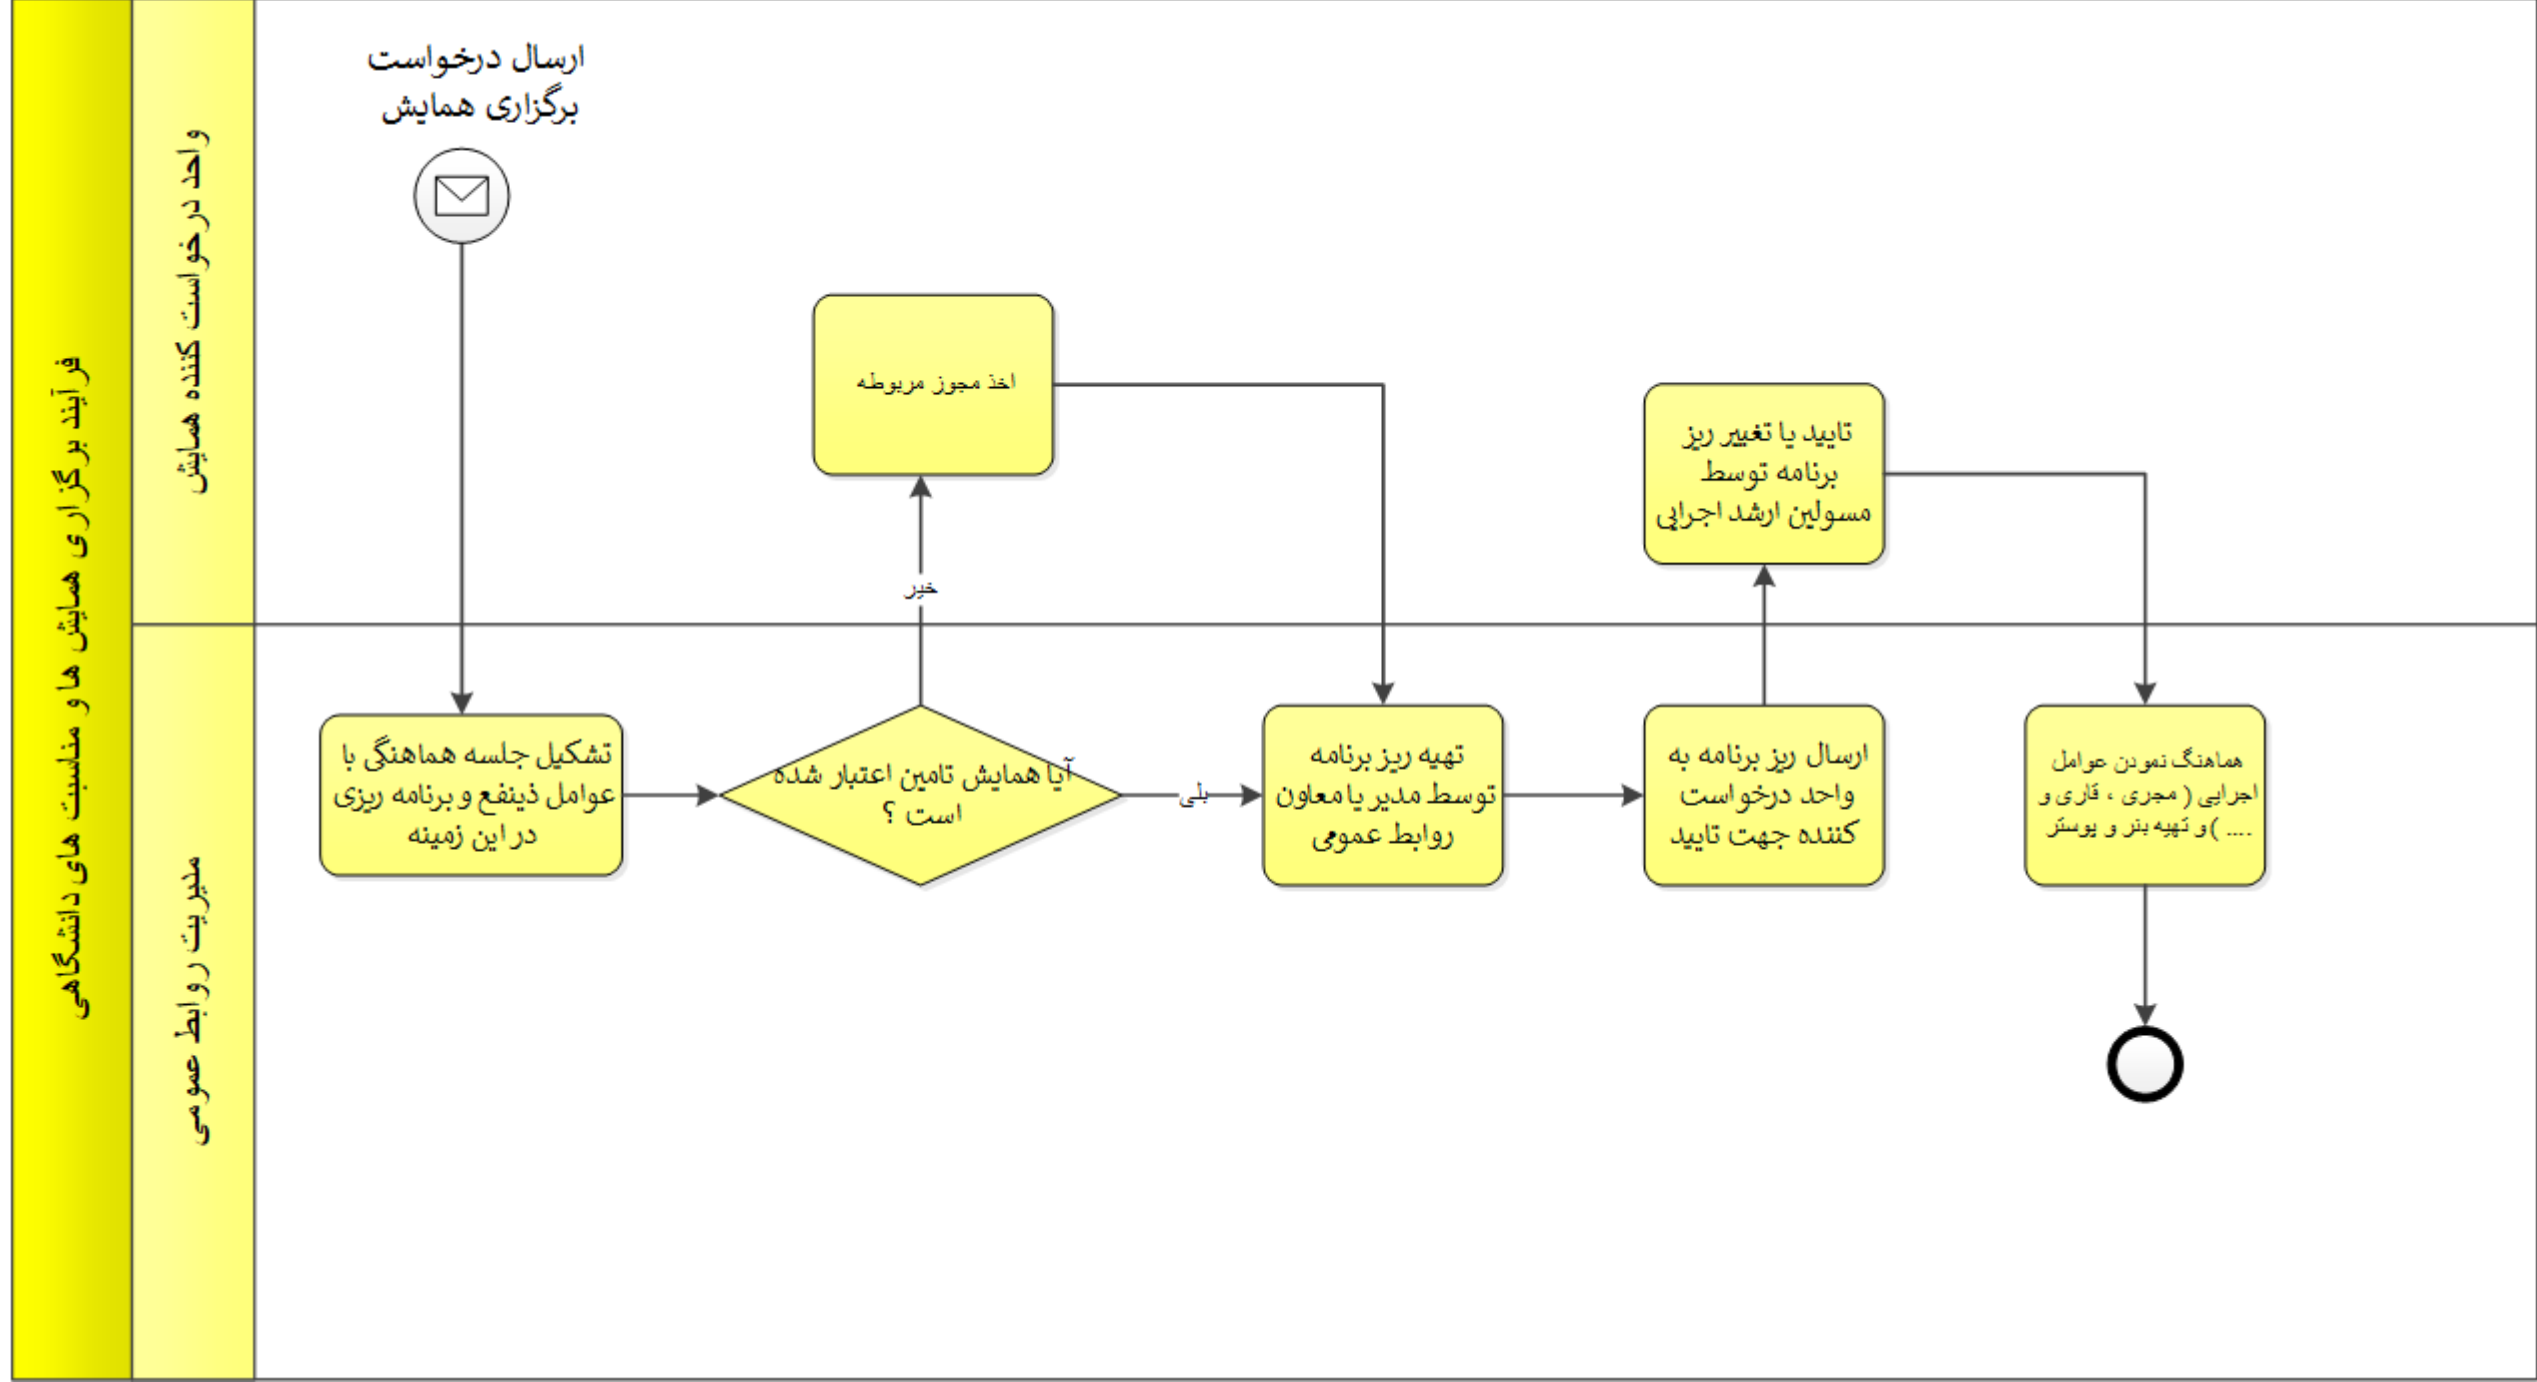 فرآیند برگزاری همایش ها و مناسبت های دانشگاهی
واحد درخواست کننده همایش
مدیریت روابط عمومی
ارسال درخواست
برگزاری همایش
تشکیل جلسه هماهنگی با
عوامل ذینفع و برنامه ریزی
در این زمینه
آیا همایش تامین اعتبار شده
است ؟
خیر
اخذ مجوز مربوطه
بلی
تهیه ریز برنامه
توسط مدیر یا معاون
روابط عمومی
ارسال ریز برنامه به
واحد درخواست
کننده جهت تایید
تایید یا تغییر ریز
برنامه توسط
مسولین ارشد اجرایی
هماهنگ نمودن عوامل
اجرایی ( مجری ، قاری و
.... )و تهیه بنر و پوستر